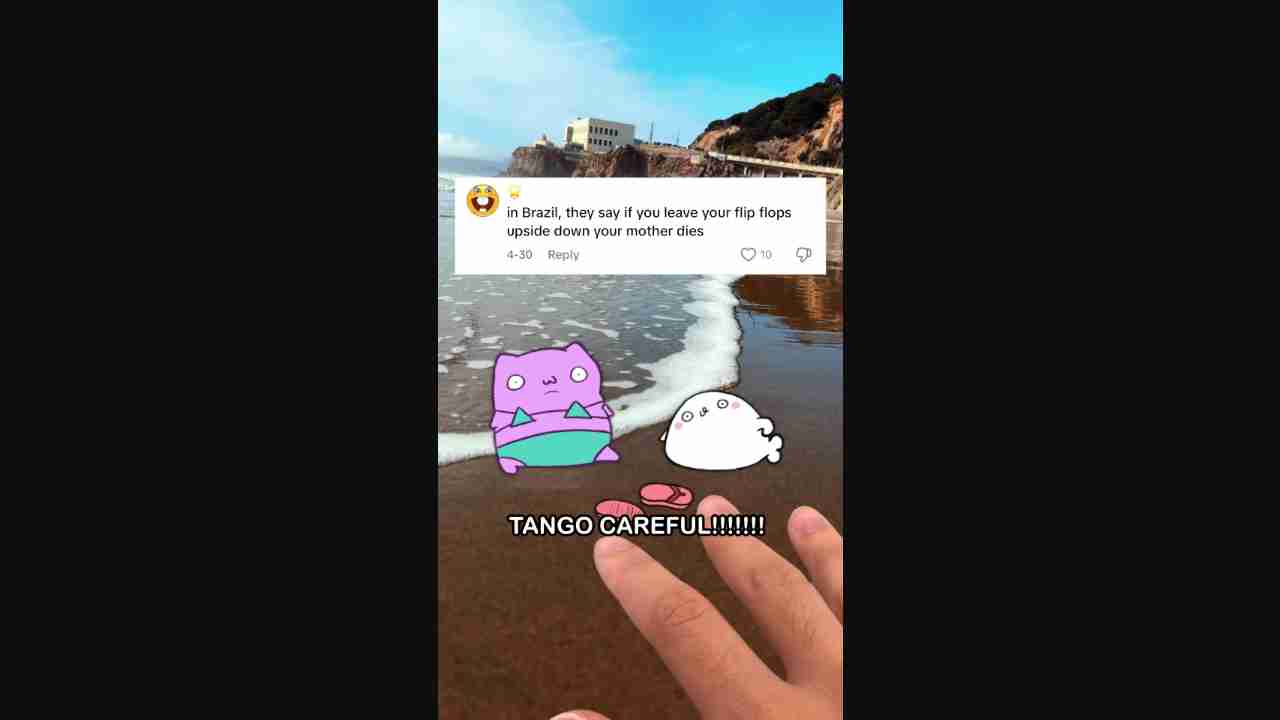 in Brazil, they say if you leave your flip flops
upside down your mother dies
4-30 Reply
10
TANGO CAREFUL!!!!!!!